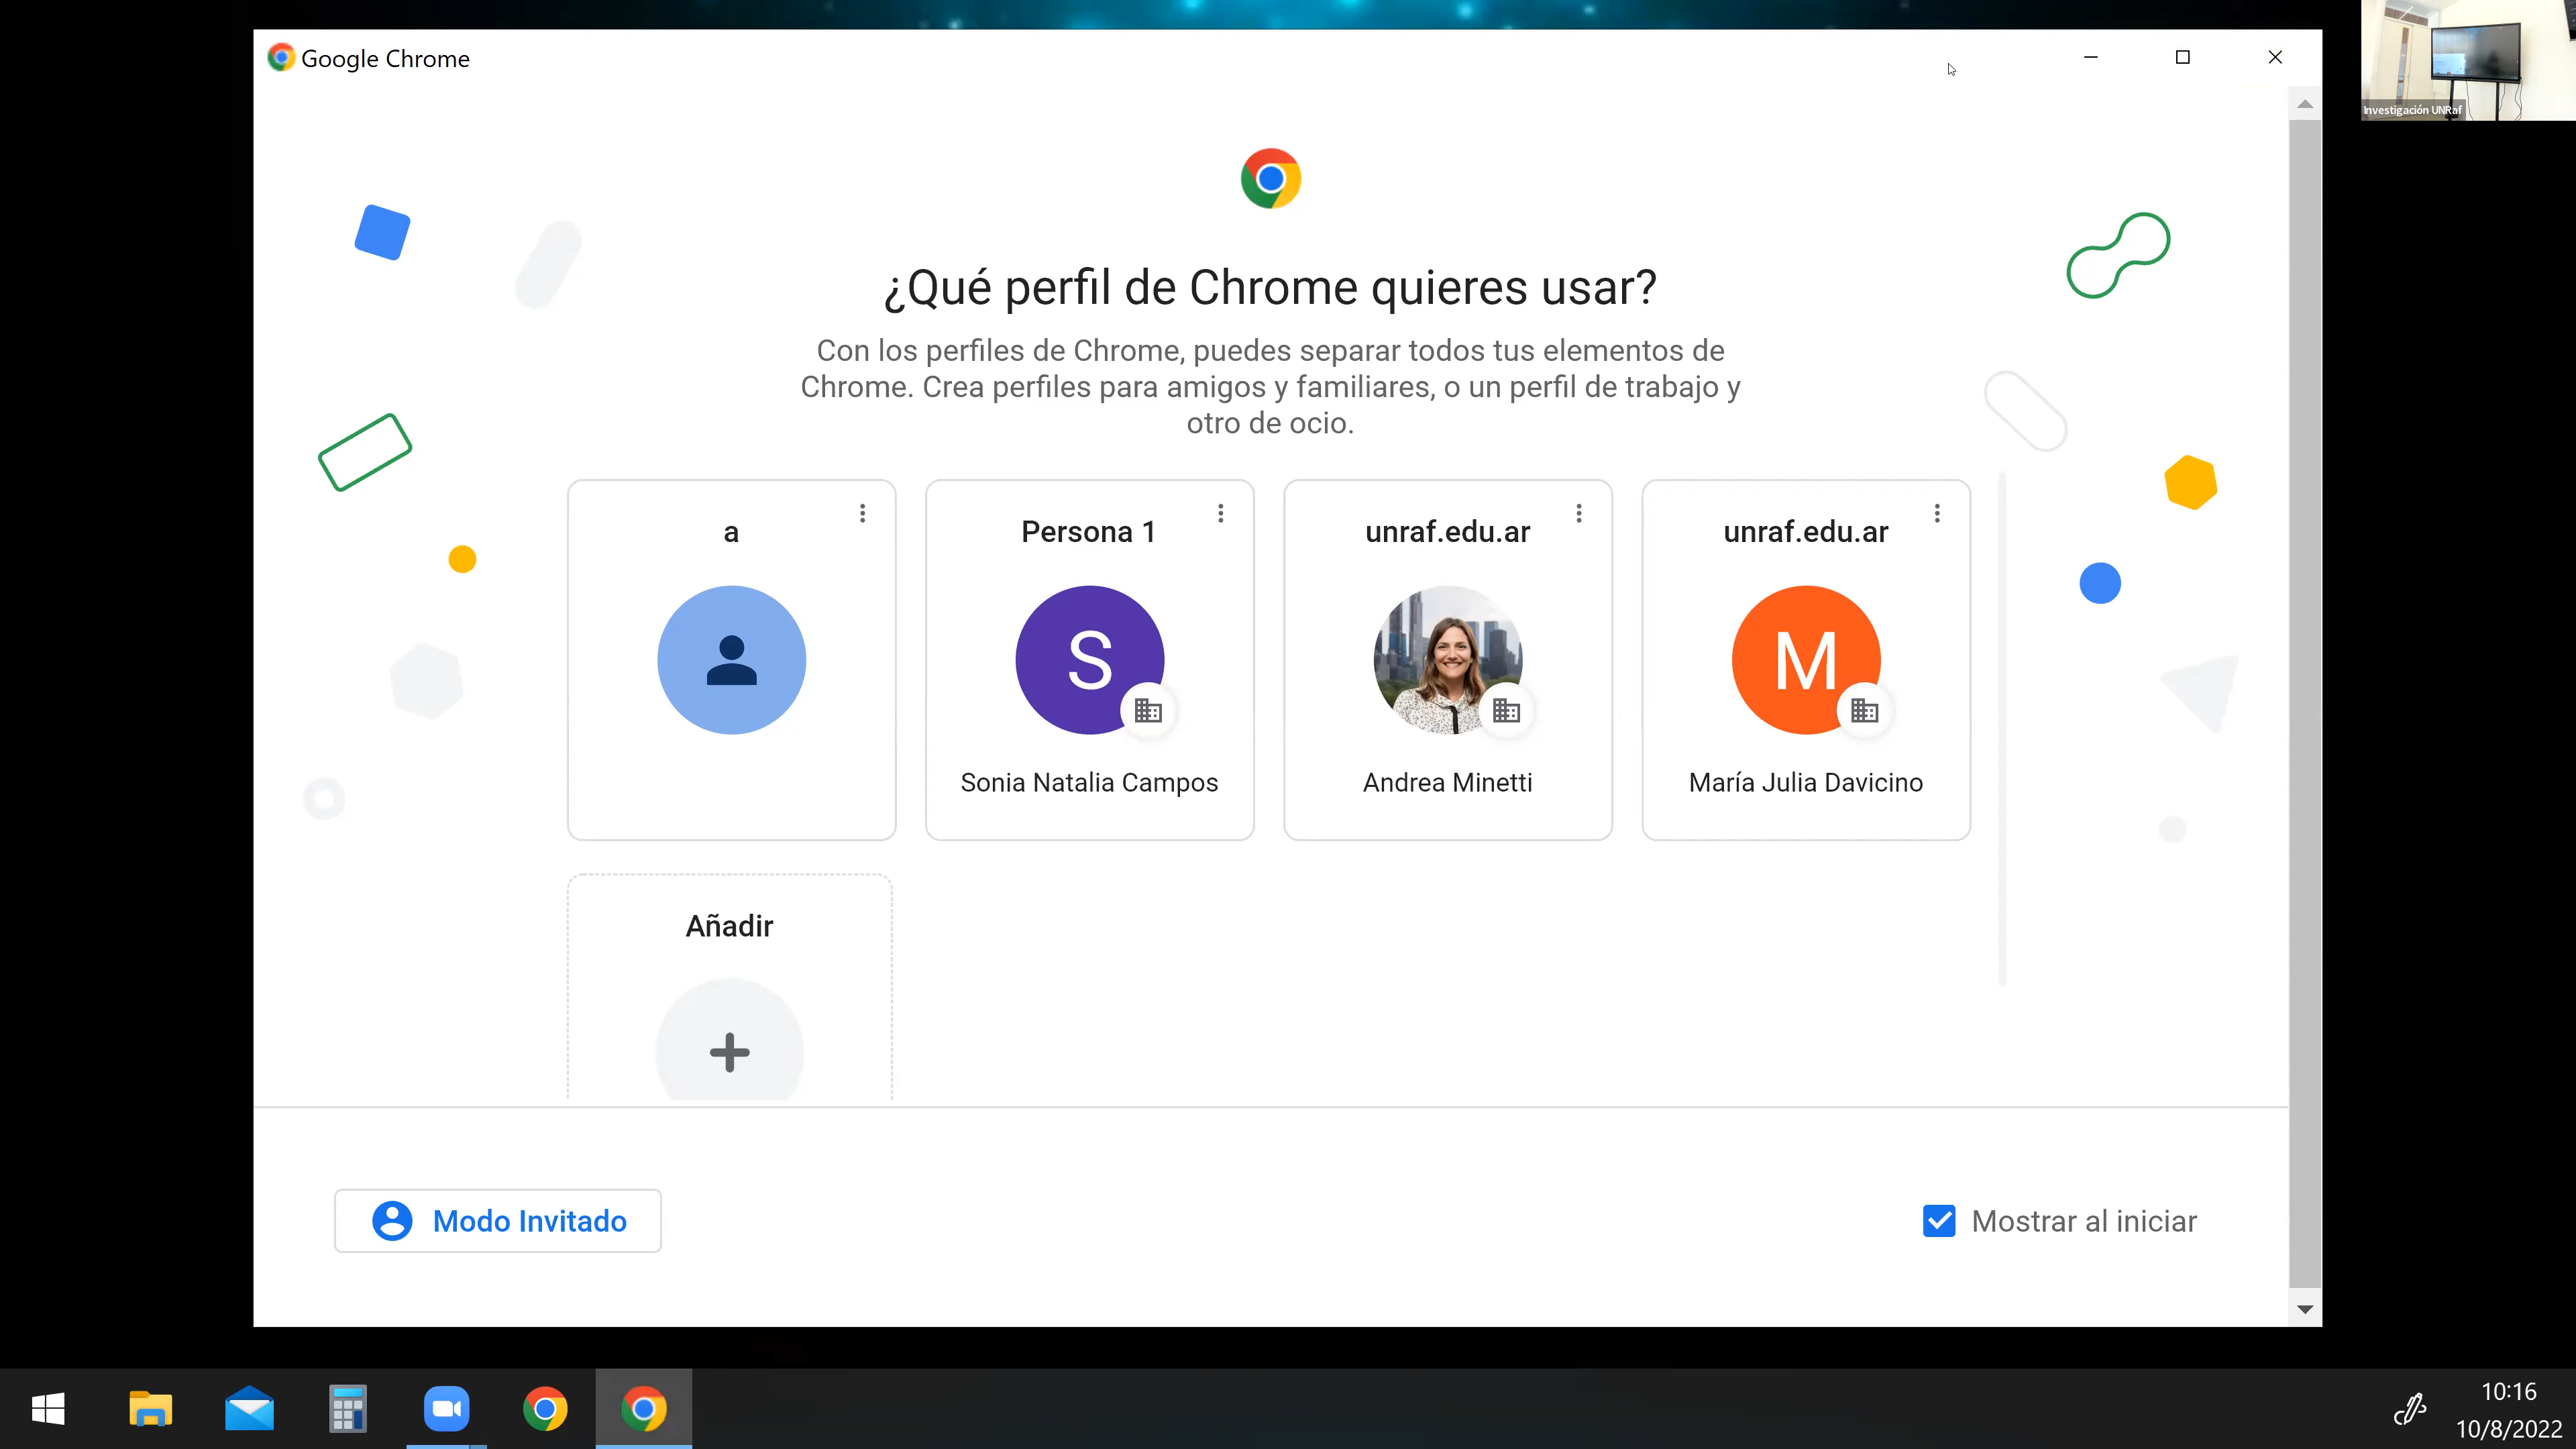 Google Chrome
Investigación UNRaf
¿Qué perfil de Chrome quieres usar?
Con los perfiles de Chrome, puedes separar todos tus elementos de
Chrome. Crea perfiles para amigos y familiares, o un perfil de trabajo y
otro de ocio.
a
Persona 1
unraf.edu.ar
unraf.edu.ar
S
M
Sonia Natalia Campos
Andrea Minetti
María Julia Davicino
Añadir
Modo Invitado
Mostrar al iniciar
10:16
10/8/2022